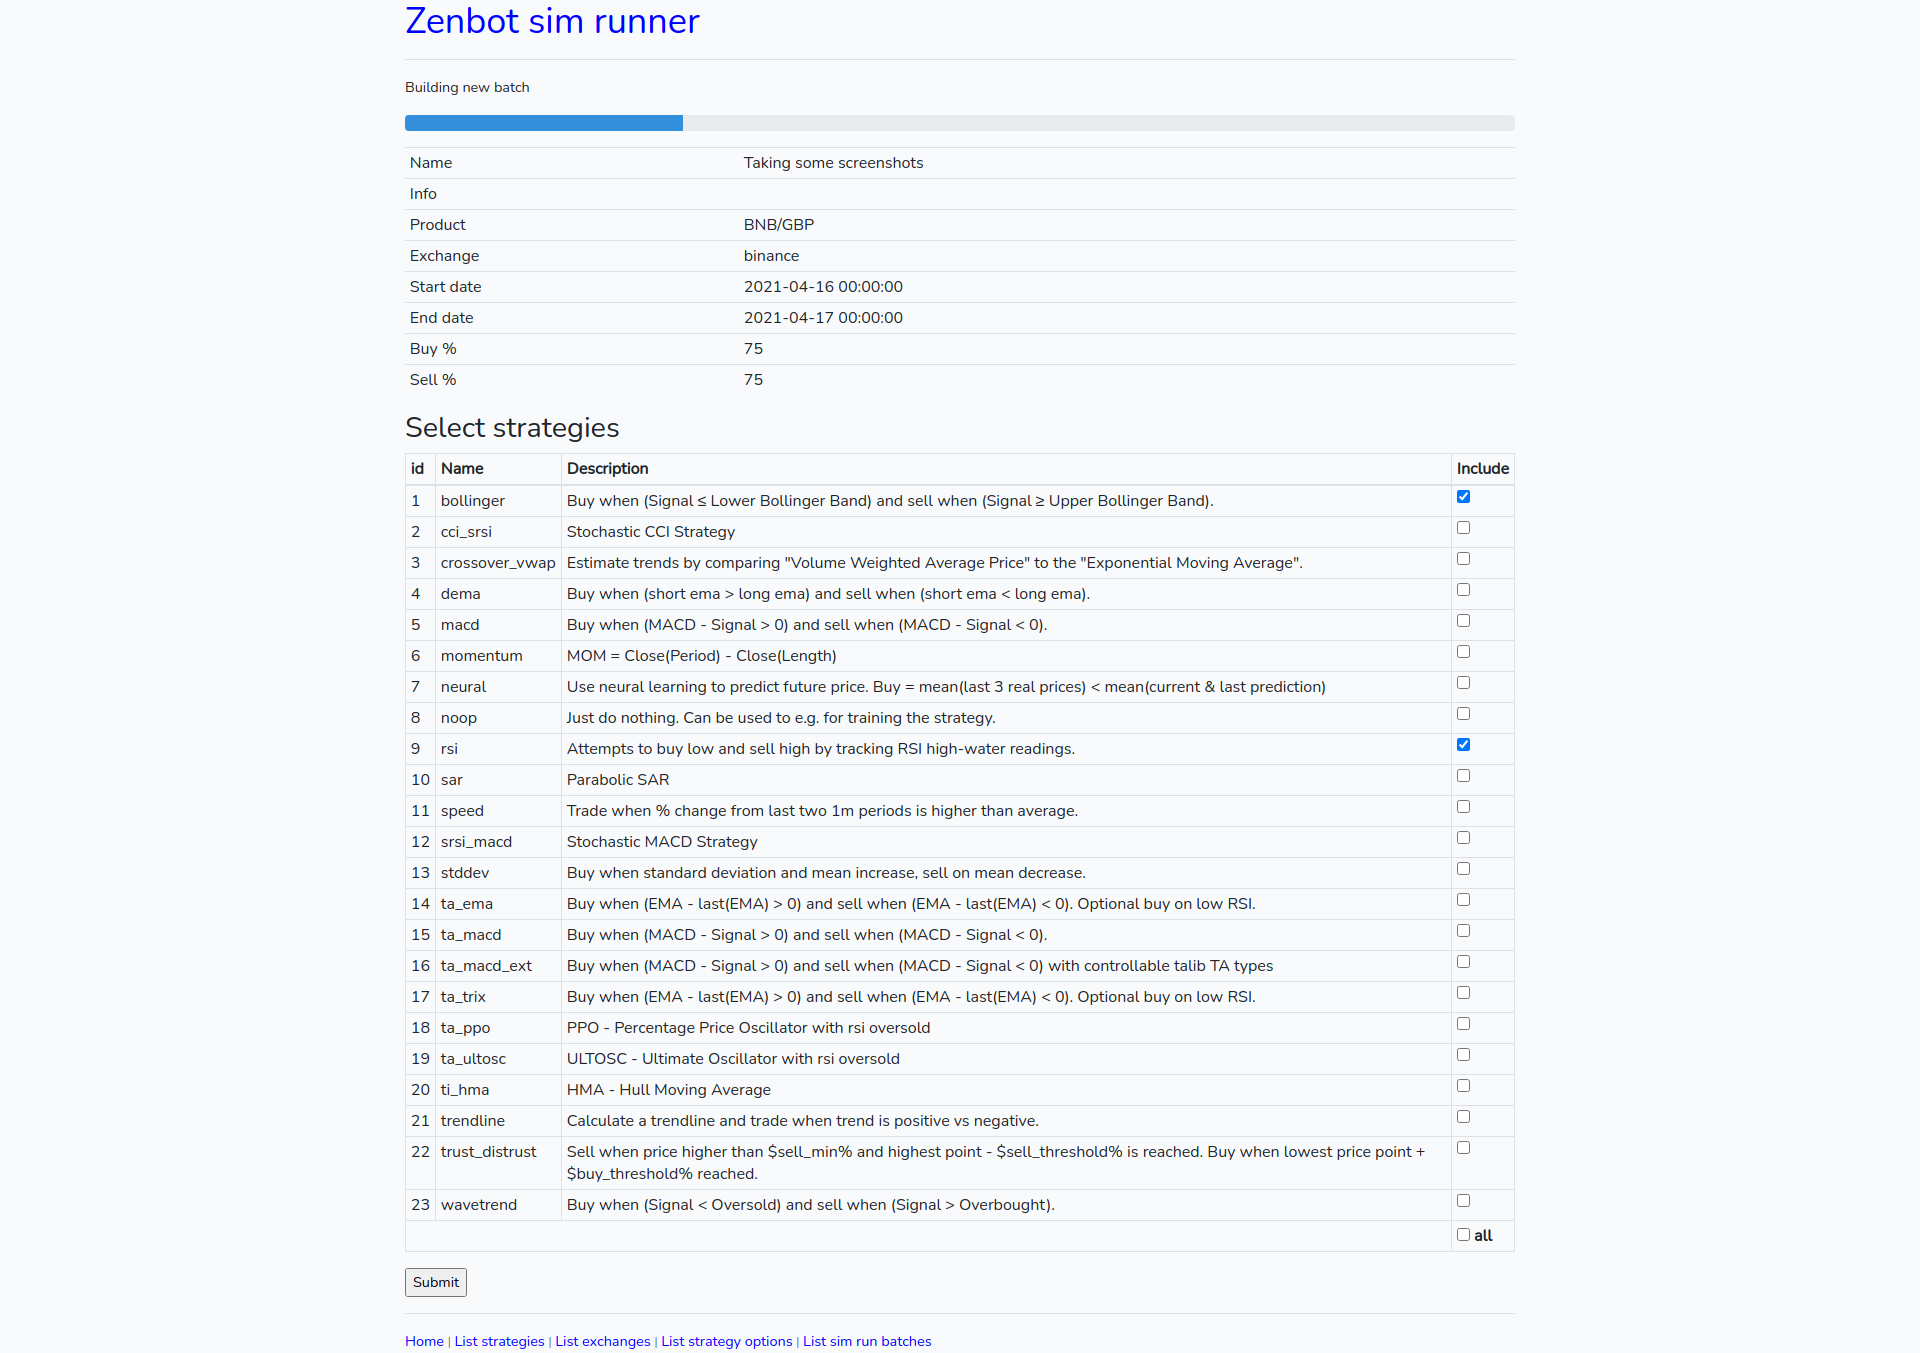 Zenbot sim runner
Building new batch
Name Taking some screenshots
Info
Product BNB/GBP
Exchange binance
Start date 2021-04-16 00:00:00
End date 2021-04-17 00:00:00
Buy % 75
Sell % 75
Select strategies
id Name Description Include
1 bollinger Buy when (Signal ≤ Lower Bollinger Band) and sell when (Signal ≥ Upper Bollinger Band).
2 cci_srsi Stochastic CCI Strategy
3 crossover_vwap Estimate trends by comparing "Volume Weighted Average Price" to the "Exponential Moving Average".
4 dema Buy when (short ema > long ema) and sell when (short ema < long ema).
5 macd Buy when (MACD - Signal > 0) and sell when (MACD - Signal < 0).
6 momentum MOM = Close(Period) - Close(Length)
7 neural Use neural learning to predict future price. Buy = mean(last 3 real prices) < mean(current & last prediction)
8 noop Just do nothing. Can be used to e.g. for training the strategy.
9 rsi Attempts to buy low and sell high by tracking RSI high-water readings.
10 sar Parabolic SAR
11 speed Trade when % change from last two 1m periods is higher than average.
12 srsi_macd Stochastic MACD Strategy
13 stddev Buy when standard deviation and mean increase, sell on mean decrease.
14 ta_ema Buy when (EMA - last(EMA) > 0) and sell when (EMA - last(EMA) < 0). Optional buy on low RSI.
15 ta_macd Buy when (MACD - Signal > 0) and sell when (MACD - Signal < 0).
16 ta_macd_ext Buy when (MACD - Signal > 0) and sell when (MACD - Signal < 0) with controllable talib TA types
17 ta_trix Buy when (EMA - last(EMA) > 0) and sell when (EMA - last(EMA) < 0). Optional buy on low RSI.
18 ta_ppo PPO - Percentage Price Oscillator with rsi oversold
19 ta_ultosc ULTOSC - Ultimate Oscillator with rsi oversold
20 ti_hma HMA - Hull Moving Average
21 trendline Calculate a trendline and trade when trend is positive vs negative.
22 trust_distrust Sell when price higher than $sell_min% and highest point - $sell_threshold% is reached. Buy when lowest price point +
$buy_threshold% reached.
23 wavetrend Buy when (Signal < Oversold) and sell when (Signal > Overbought).
all
Submit
Home | List strategies | List exchanges | List strategy options | List sim run batches